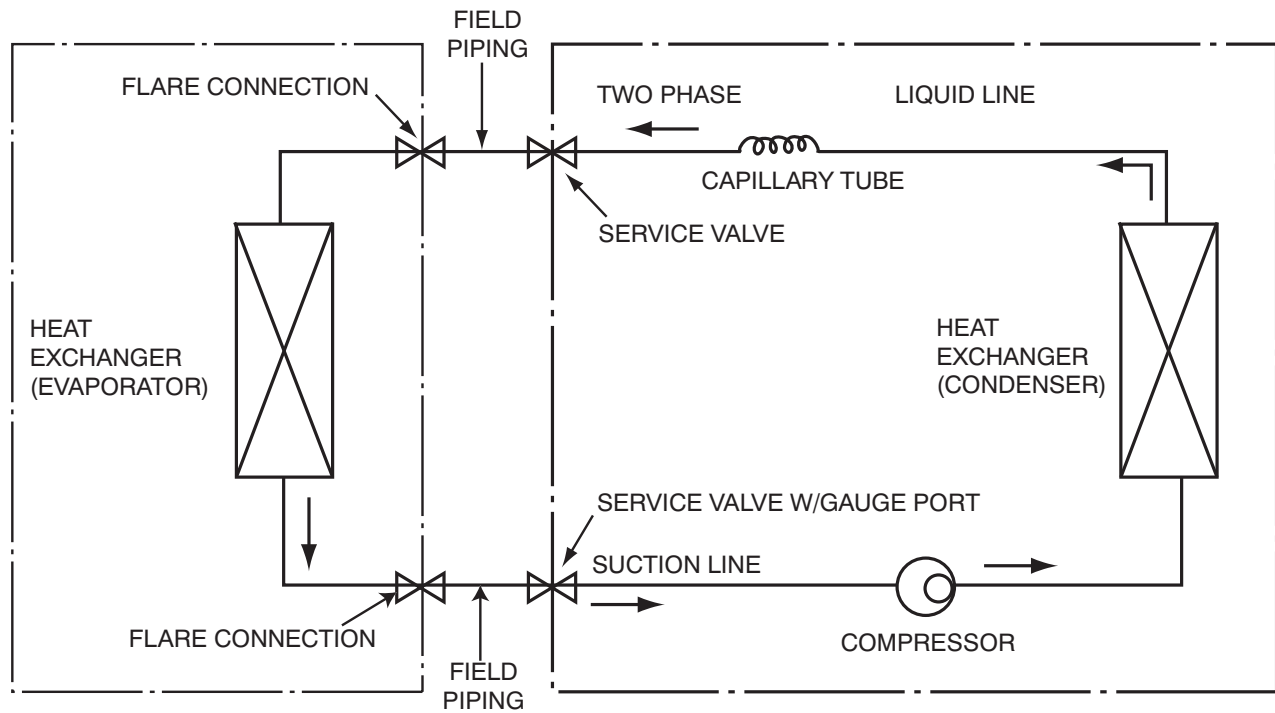 FIELD
PIPING
FLARE CONNECTION
TWO PHASE
LIQUID LINE
CAPILLARY TUBE
SERVICE VALVE
HEAT
EXCHANGER
(EVAPORATOR)
HEAT
EXCHANGER
(CONDENSER)
SERVICE VALVE W/GAUGE PORT
SUCTION LINE
FLARE CONNECTION
COMPRESSOR
FIELD
PIPING